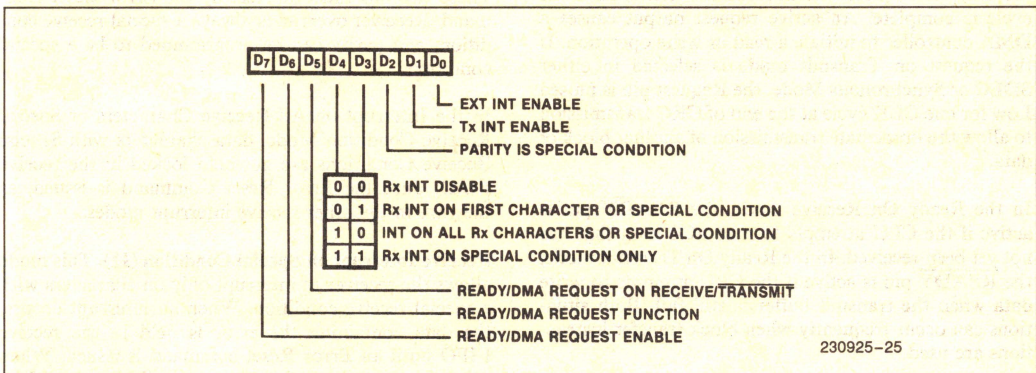 D7 D6 D5 D4 D3 D2 D1 D0
EXT INT ENABLE
Tx INT ENABLE
PARITY IS SPECIAL CONDITION
0 0 Rx INT DISABLE
0 1 Rx INT ON FIRST CHARACTER OR SPECIAL CONDITION
1 0 INT ON ALL Rx CHARACTERS OR SPECIAL CONDITION
1 1 Rx INT ON SPECIAL CONDITION ONLY
READY/DMA REQUEST ON RECEIVE/TRANSMIT
READY/DMA REQUEST FUNCTION
READY/DMA REQUEST ENABLE
230925-25